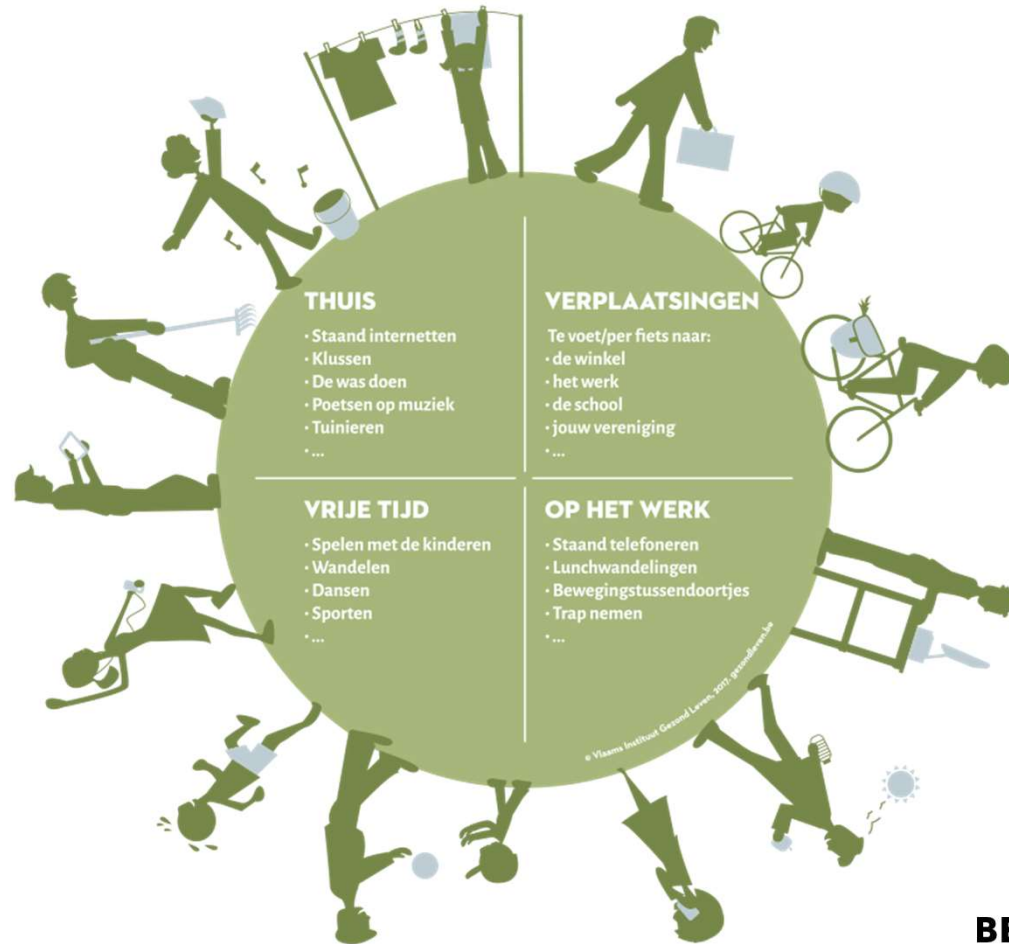 THUIS
· Staand internetten
· Klussen
· De was doen
· Poetsen op muziek
· Tuinieren
· ...
VERPLAATSINGEN
Te voet/per fiets naar:
· de winkel
· het werk
· de school
· jouw vereniging
· ...
VRIJE TIJD
· Spelen met de kinderen
· Wandelen
· Dansen
· Sporten
· ...
OP HET WERK
· Staand telefoneren
· Lunchwandelingen
· Bewegingstussendoortjes
· Trap nemen
· ...
© Vlaams Instituut Gezond Leven, 2017, gezondleven.be